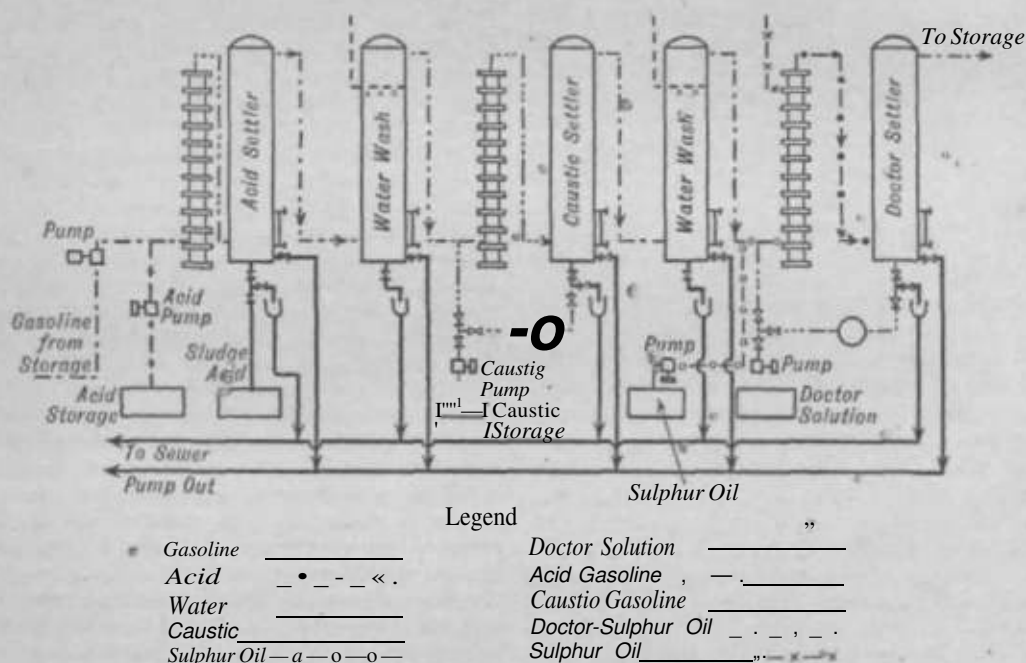 To Storage
Acid Settler
Water Wash
Caustic Settler
Water Wash
Doctor Settler
Pump
Acid
Pump
Gasoline
from
Storage
Sludge
Acid
Acid
Storage
-O
Caustig
Pump
Caustic
IStorage
Pump
Pump
Doctor
Solution
To Sewer
Pump Out
Sulphur Oil
Legend
Gasoline
Acid
Water
Caustic
Sulphur Oil — a — o — o —
Doctor Solution
Acid Gasoline
Caustio Gasoline
Doctor-Sulphur Oil
Sulphur Oil